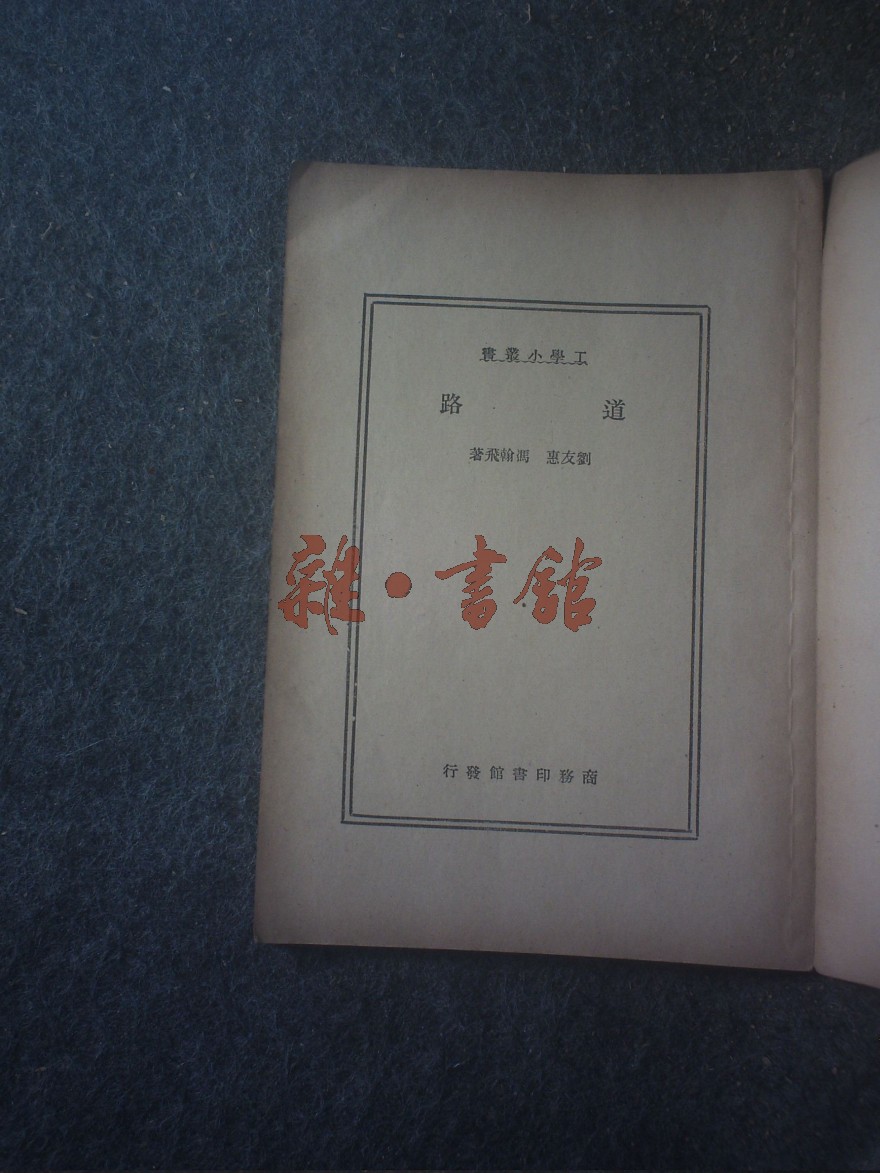 工學小叢書
道路
劉友惠 馮翰飛著
雜·書館
商務印書館發行